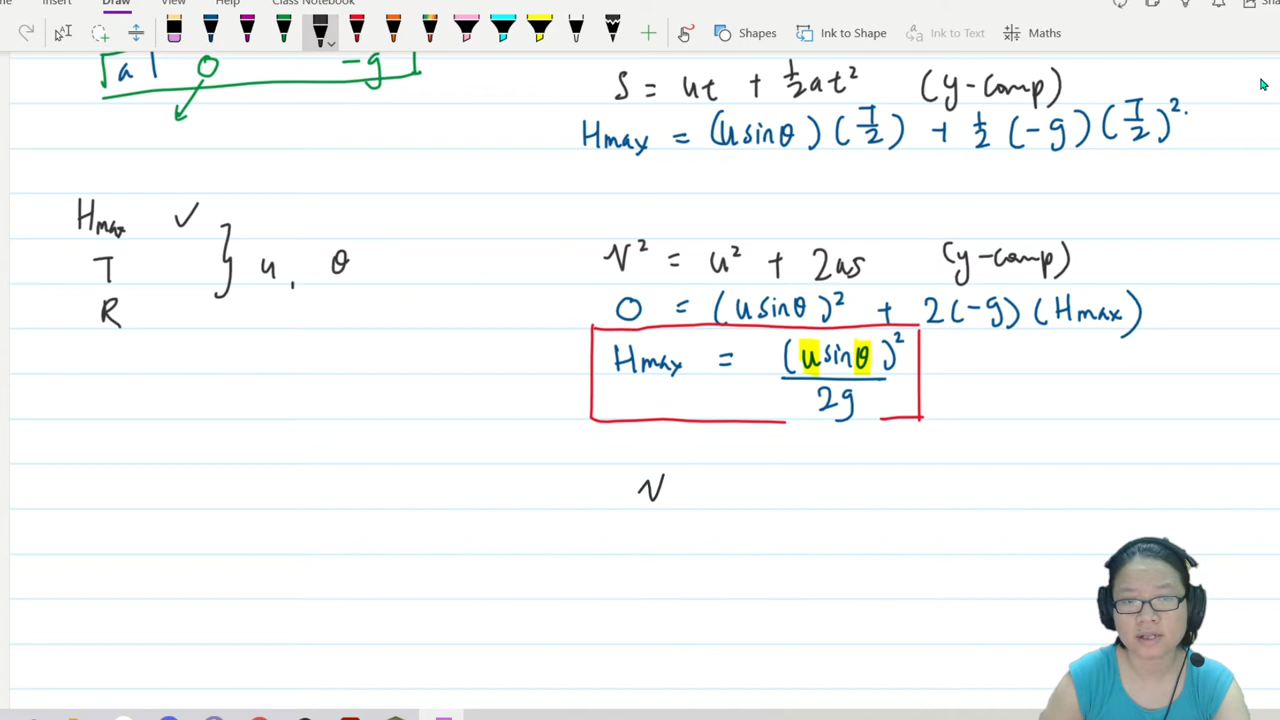 Insert Draw View Help Class Notebook
Shapes Ink to Shape Ink to Text Maths
a 0 -g
S = ut + ½at² (y-comp)
Hmax = (usinθ)(T/2) + ½(-g)(T/2)².
Hmax ✓
T } u, θ
R
v² = u² + 2as (y-comp)
0 = (usinθ)² + 2(-g)(Hmax)
Hmax = (usinθ)²
2g
v